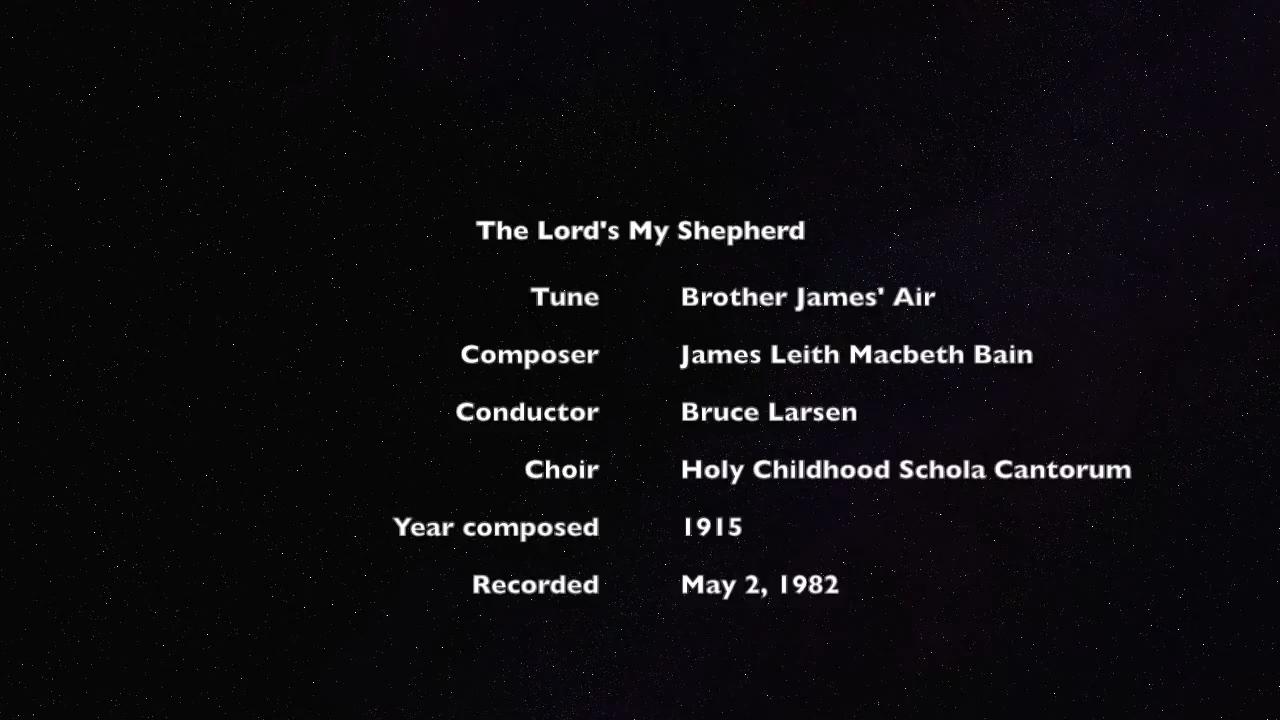 The Lord's My Shepherd
Tune Brother James' Air
Composer James Leith Macbeth Bain
Conductor Bruce Larsen
Choir Holy Childhood Schola Cantorum
Year composed 1915
Recorded May 2, 1982